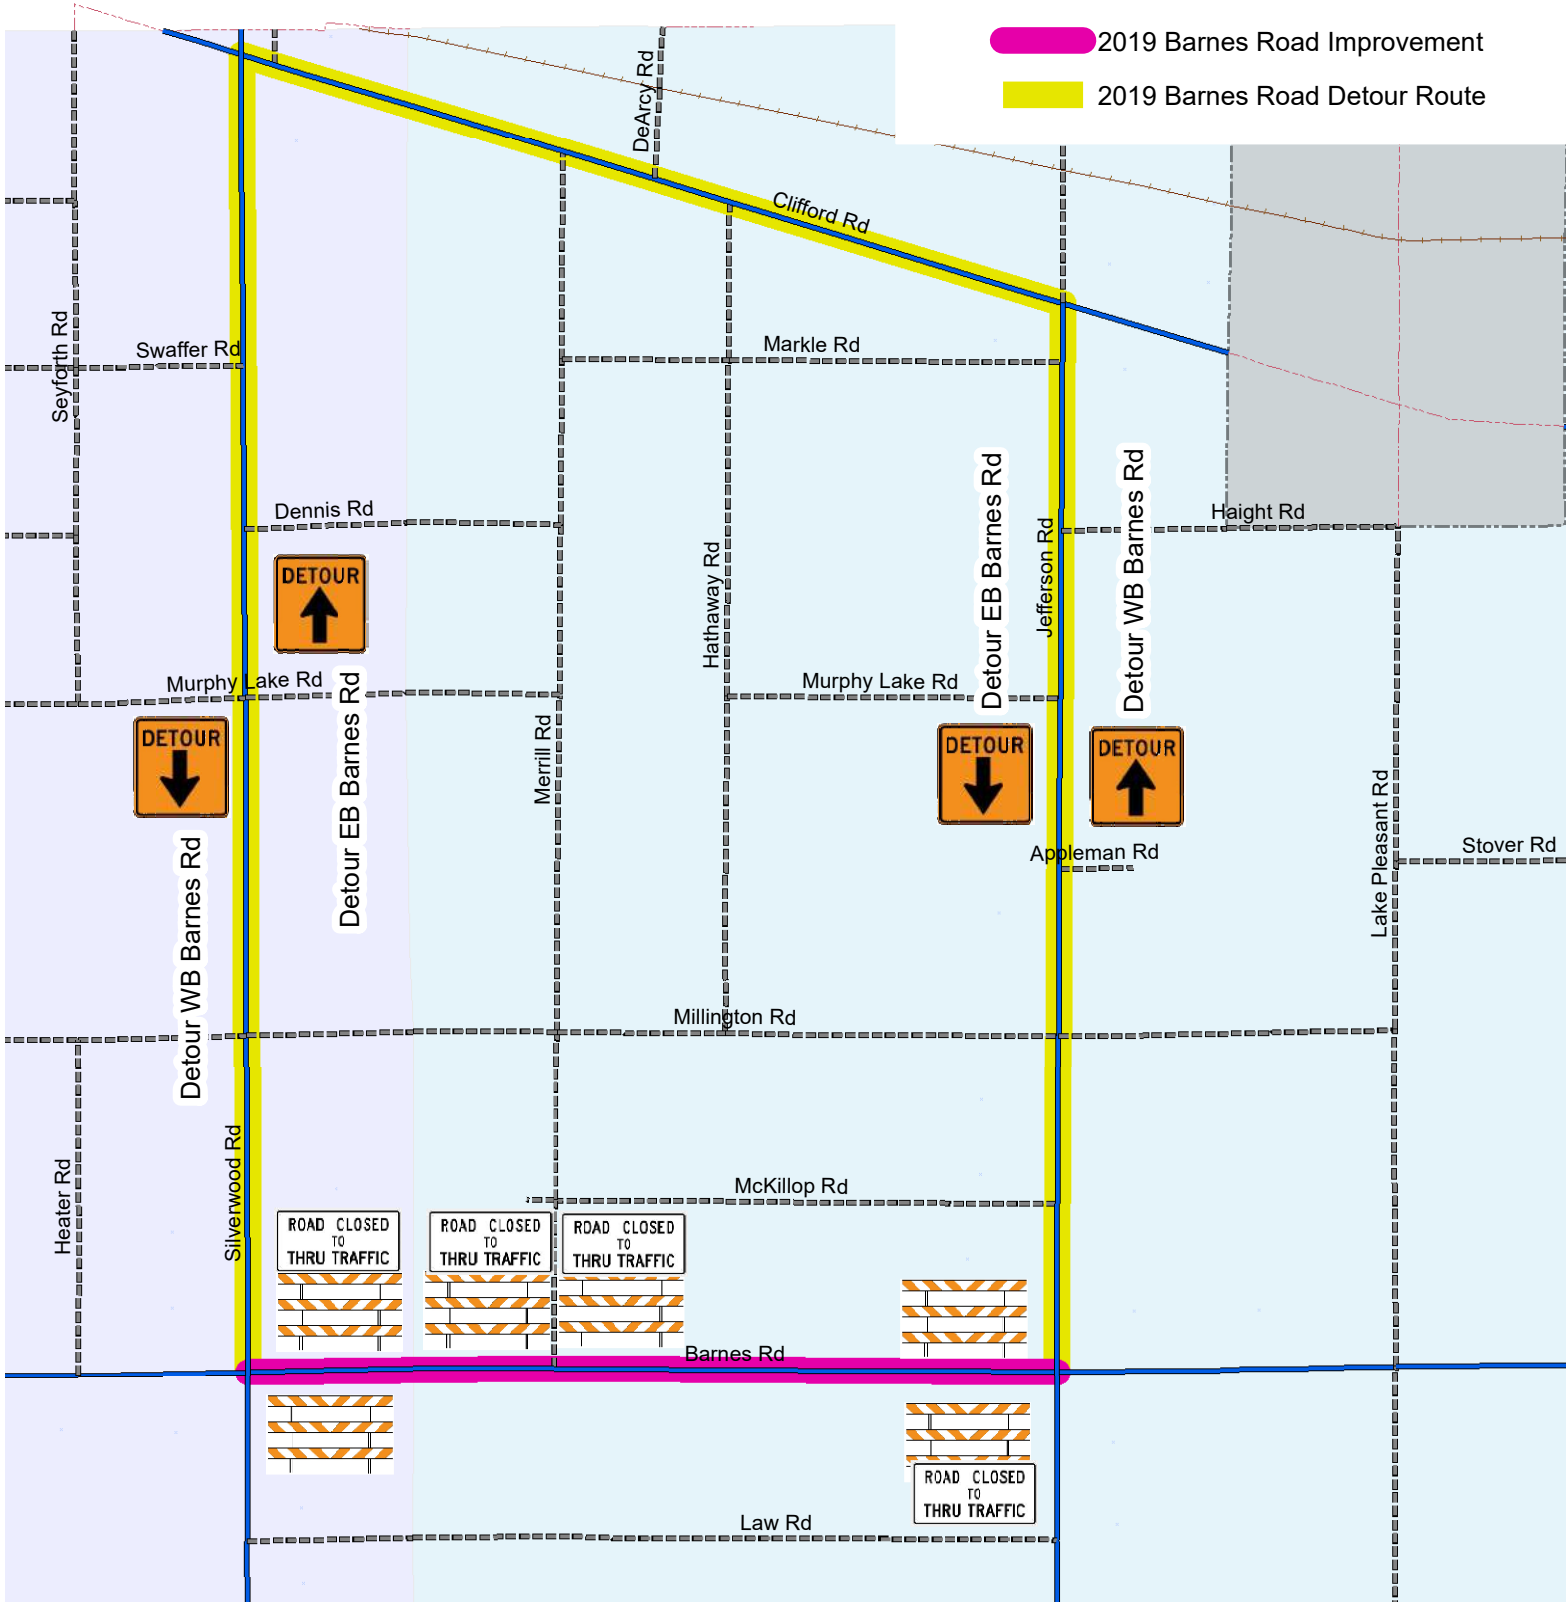 2019 Barnes Road Improvement
2019 Barnes Road Detour Route
DeArcy Rd
Clifford Rd
Seyforth Rd
Swaffer Rd
Markle Rd
Dennis Rd
Haight Rd
Hathaway Rd
Jefferson Rd
Detour EB Barnes Rd
Detour WB Barnes Rd
DETOUR
Murphy Lake Rd
Murphy Lake Rd
DETOUR
DETOUR
DETOUR
Detour WB Barnes Rd
Detour EB Barnes Rd
Merrill Rd
Appleman Rd
Lake Pleasant Rd
Stover Rd
Millington Rd
McKillop Rd
Heater Rd
Silverwood Rd
ROAD CLOSED
TO
THRU TRAFFIC
ROAD CLOSED
TO
THRU TRAFFIC
ROAD CLOSED
TO
THRU TRAFFIC
Barnes Rd
ROAD CLOSED
TO
THRU TRAFFIC
Law Rd